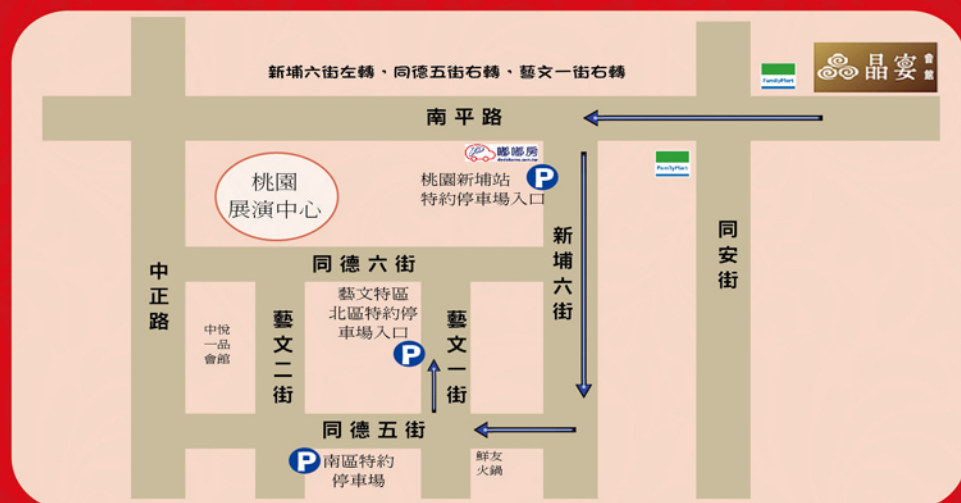 新埔六街左轉、同德五街右轉、藝文一街右轉
FamilyMart
晶宴
會館
南平路
嘟嘟房
桃園新埔站
特約停車場入口
P
FamilyMart
桃園
展演中心
中正路
同德六街
新埔六街
同安街
藝文特區
北區特約停
車場入口
P
中悅
一品
會館
藝文二街
藝文一街
同德五街
P
南區特約
停車場
鮮友
火鍋